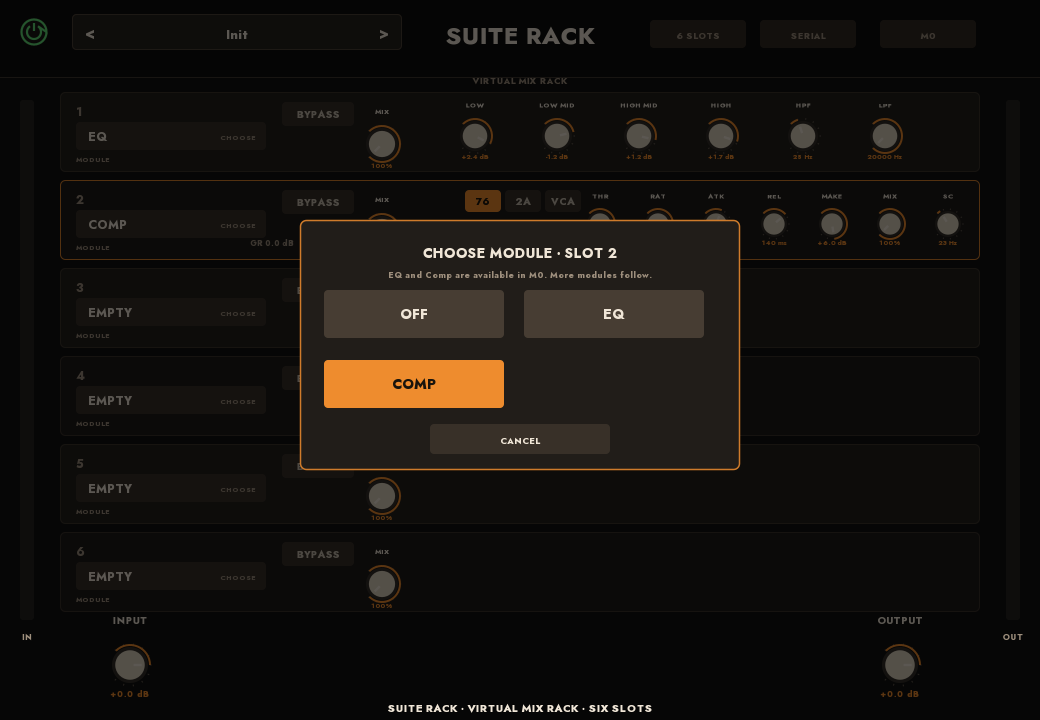 < Init >
SUITE RACK
6 SLOTS SERIAL M0
VIRTUAL MIX RACK
1
EQ CHOOSE
MODULE
BYPASS
MIX
100%
LOW LOW MID HIGH MID HIGH HPF LPF
+3.4 dB -1.2 dB +1.2 dB +1.7 dB 35 Hz 20000 Hz
2
COMP CHOOSE
MODULE
BYPASS
GR 0.0 dB
MIX
76 2A VCA
THR RAT ATK REL MAKE MIX SC
140 ms +6.0 dB 100% 33 Hz
CHOOSE MODULE · SLOT 2
EQ and Comp are available in M0. More modules follow.
OFF EQ
COMP
CANCEL
3
EMPTY CHOOSE
MODULE
4
EMPTY CHOOSE
MODULE
5
EMPTY CHOOSE
MODULE
100%
6
EMPTY CHOOSE
MODULE
BYPASS
MIX
100%
INPUT OUTPUT
IN OUT
+0.0 dB +0.0 dB
SUITE RACK · VIRTUAL MIX RACK · SIX SLOTS